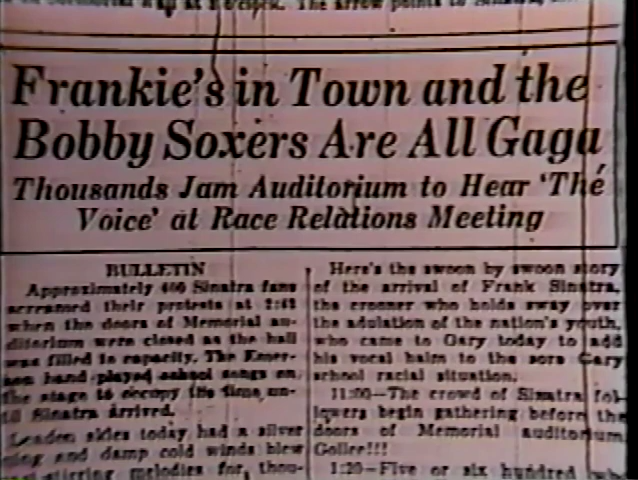 The arrow points to
Frankie's in Town and the
Bobby Soxers Are All Gaga
Thousands Jam Auditorium to Hear 'The
Voice' at Race Relations Meeting
BULLETIN
Approximately 400 Sinatra fans
screamed their protests at
when the doors of Memorial au-
ditorium were closed as the hall
was filled to capacity. The Emer-
son band played school songs on
the stage to occupy the time un-
til Sinatra arrived.
Leaden skies today had a silver
and damp cold winds blew
stirring melodies for thou-
Here's the swoon by swoon story
of the arrival of Frank Sinatra,
the crooner who holds sway over
the adulation of the nation's youth,
who came to Gary today to add
his vocal balm to the sore Gary
school racial situation.
11:00—The crowd of Sinatra fol-
lowers begin gathering before the
doors of Memorial auditorium.
Gollee!!!
1:20—Five or six hundred